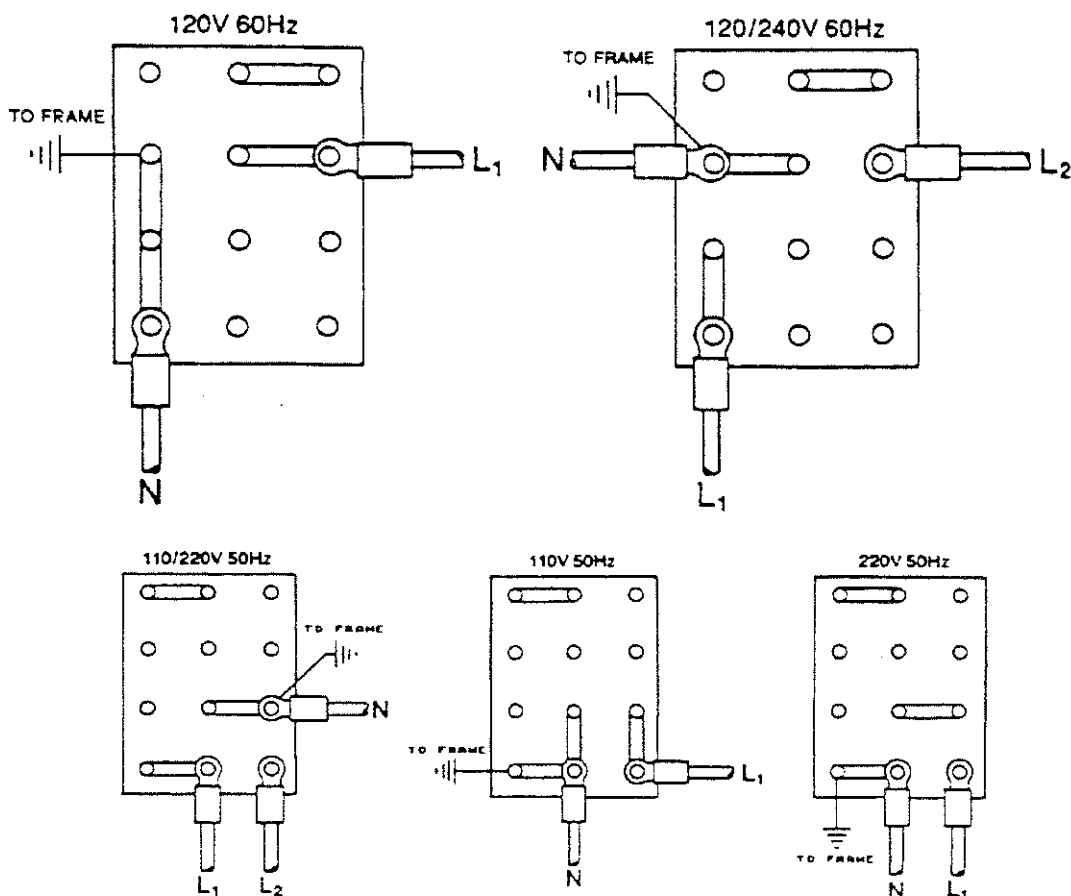 120V 60Hz
TO FRAME
L1
N
120/240V 60Hz
TO FRAME
N
L2
L1
110/220V 50Hz
TO FRAME
N
L1
L2
110V 50Hz
TO FRAME
L1
N
220V 50Hz
TO FRAME
N
L1